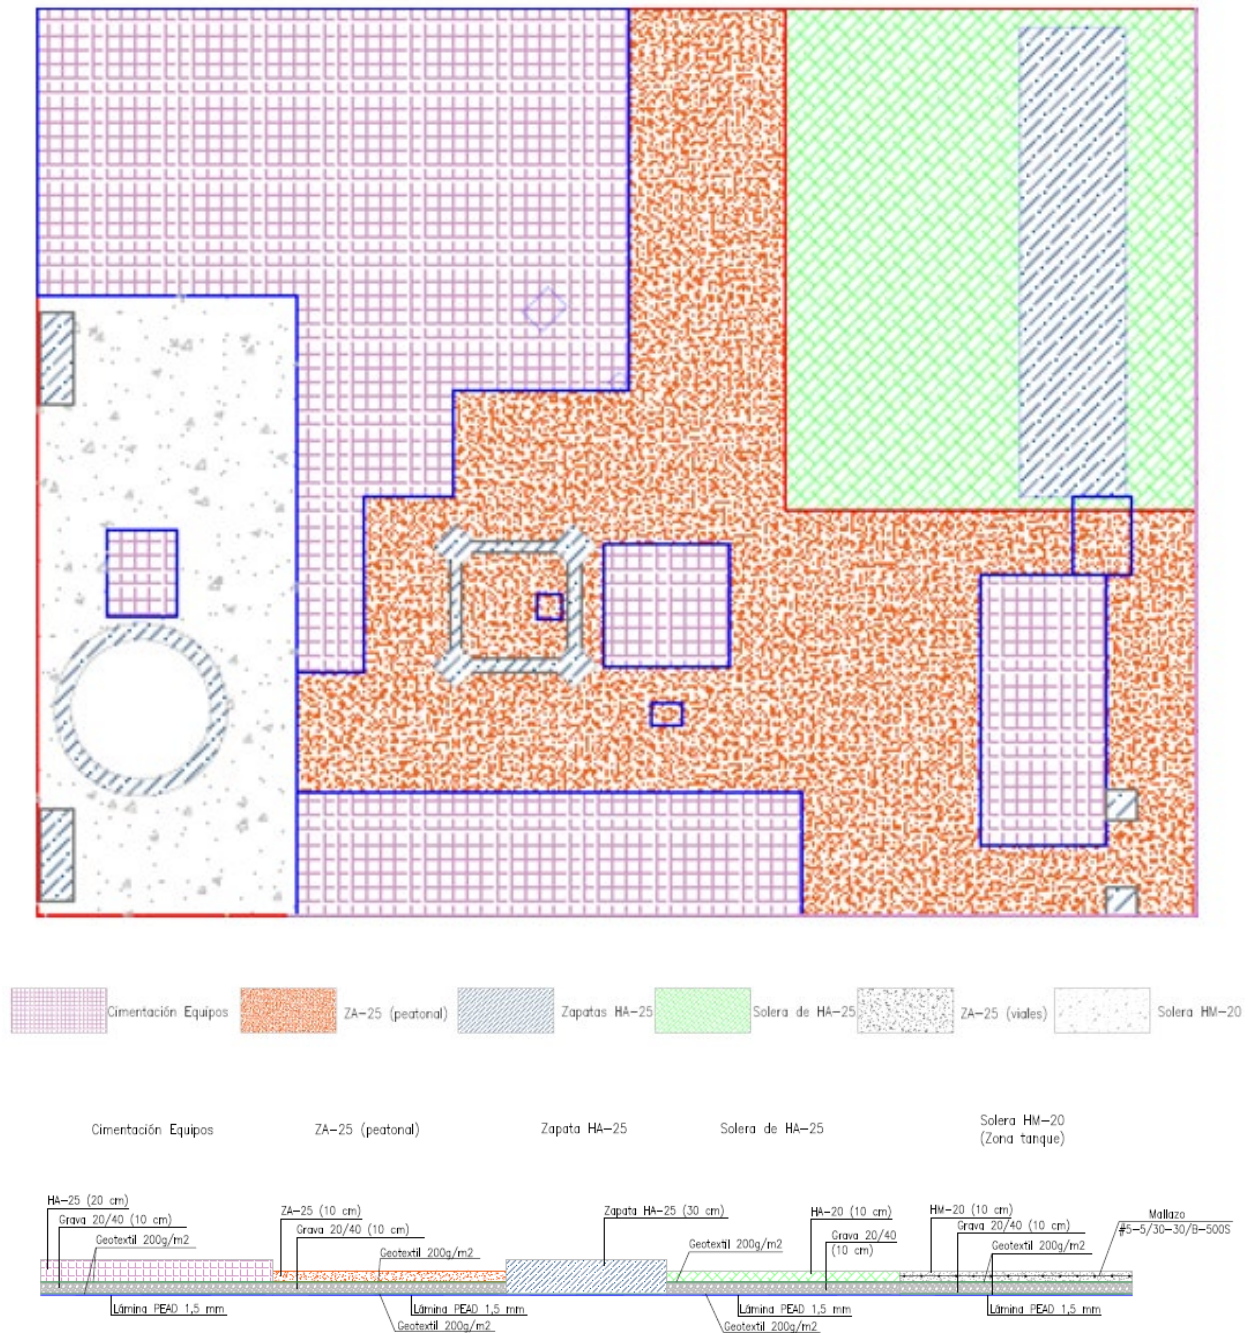 Cimentación Equipos
ZA-25 (peatonal)
Zapatas HA-25
Solera de HA-25
ZA-25 (viales)
Solera HM-20
Cimentación Equipos
ZA-25 (peatonal)
Zapata HA-25
Solera de HA-25
Solera HM-20
(Zona tanque)
HA-25 (20 cm)
Grava 20/40 (10 cm)
Geotextil 200g/m2
Lámina PEAD 1,5 mm
ZA-25 (10 cm)
Grava 20/40 (10 cm)
Geotextil 200g/m2
Lámina PEAD 1,5 mm
Geotextil 200g/m2
Zapata HA-25 (30 cm)
HA-20 (10 cm)
Geotextil 200g/m2
Grava 20/40
(10 cm)
Lámina PEAD 1,5 mm
Geotextil 200g/m2
HM-20 (10 cm)
Grava 20/40 (10 cm)
Geotextil 200g/m2
Mallazo
#5-5/30-30/B-500S
Lámina PEAD 1,5 mm